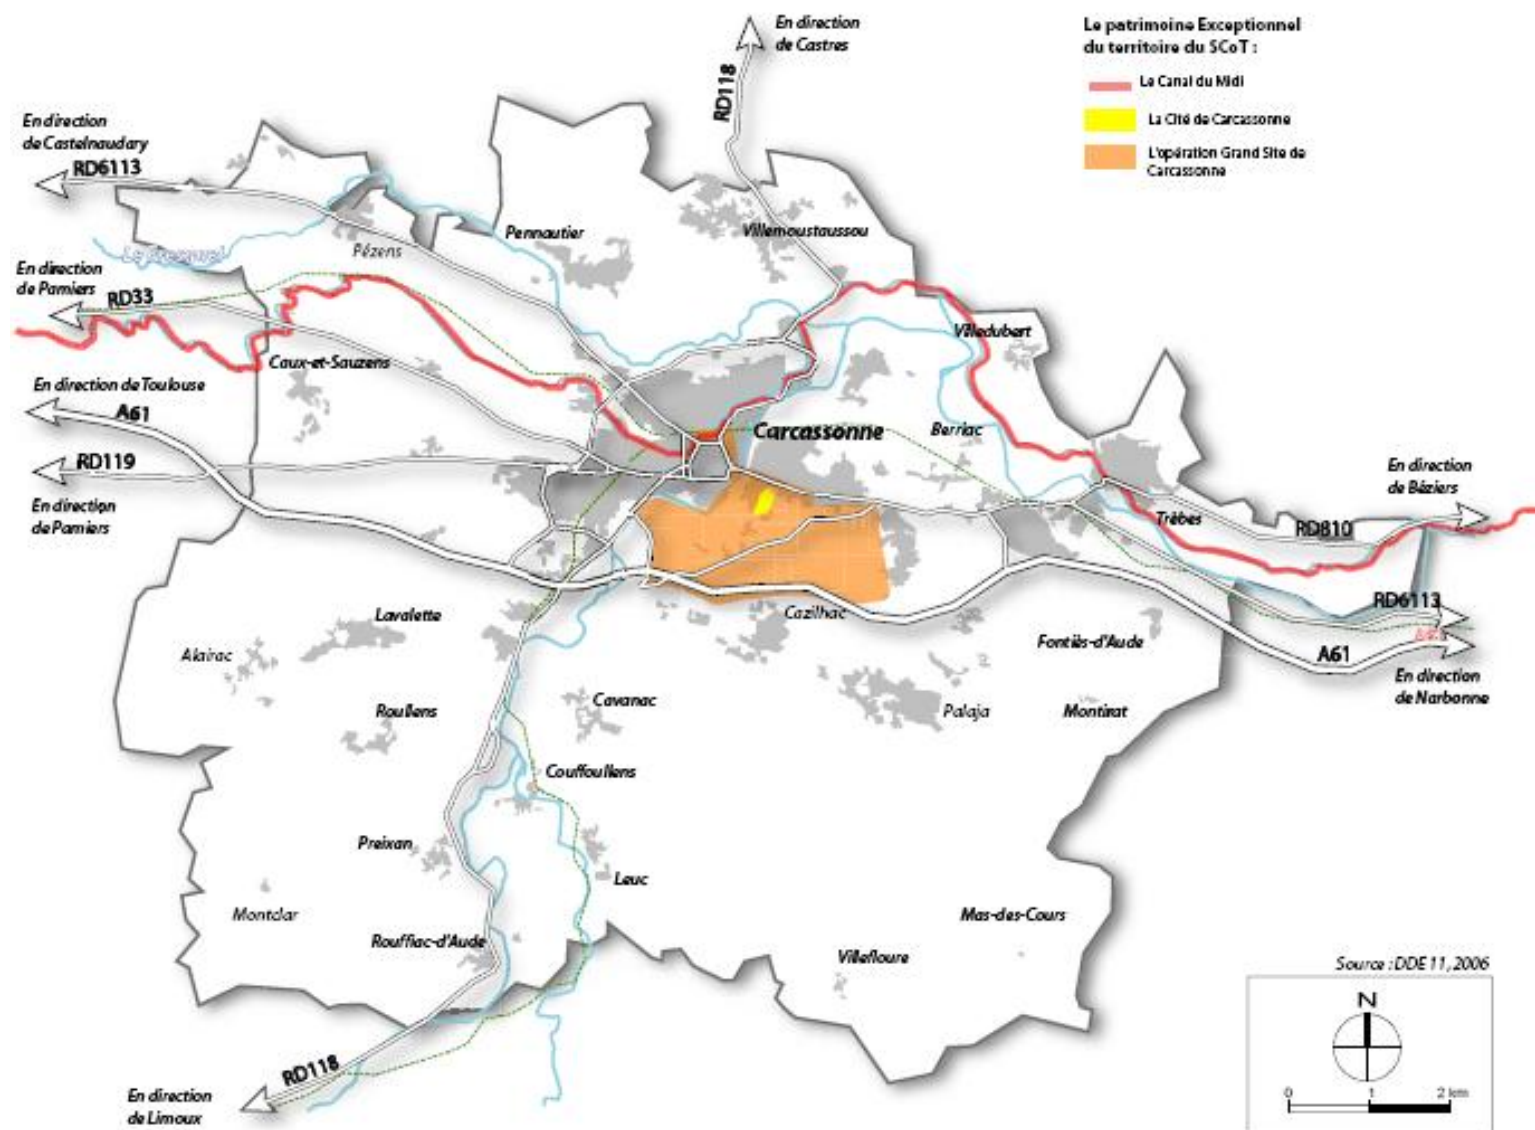 En direction
de Castres
RD118
Le patrimoine Exceptionnel
du territoire du SCoT :
Le Canal du Midi
La Cité de Carcassonne
L'opération Grand Site de
Carcassonne
En direction
de Castelnaudary
RD6113
Pennautier
Villemoustaussou
Pézens
En direction
de Pamiers
RD33
Villedubert
Caux-et-Sauzens
En direction de Toulouse
A61
Carcassonne
Berriac
RD119
En direction
de Pamiers
En direction
de Béziers
Trèbes
RD810
Lavalette
Cazilhac
RD6113
Alairac
Fontiès-d'Aude
A61
En direction
de Narbonne
Roullens
Cavanac
Palaja
Montirat
Couffoullens
Preixan
Leuc
Montclar
Mas-des-Cours
Rouffiac-d'Aude
Villefloure
Source : DDE 11, 2006
N
RD118
En direction
de Limoux
0 1 2 km